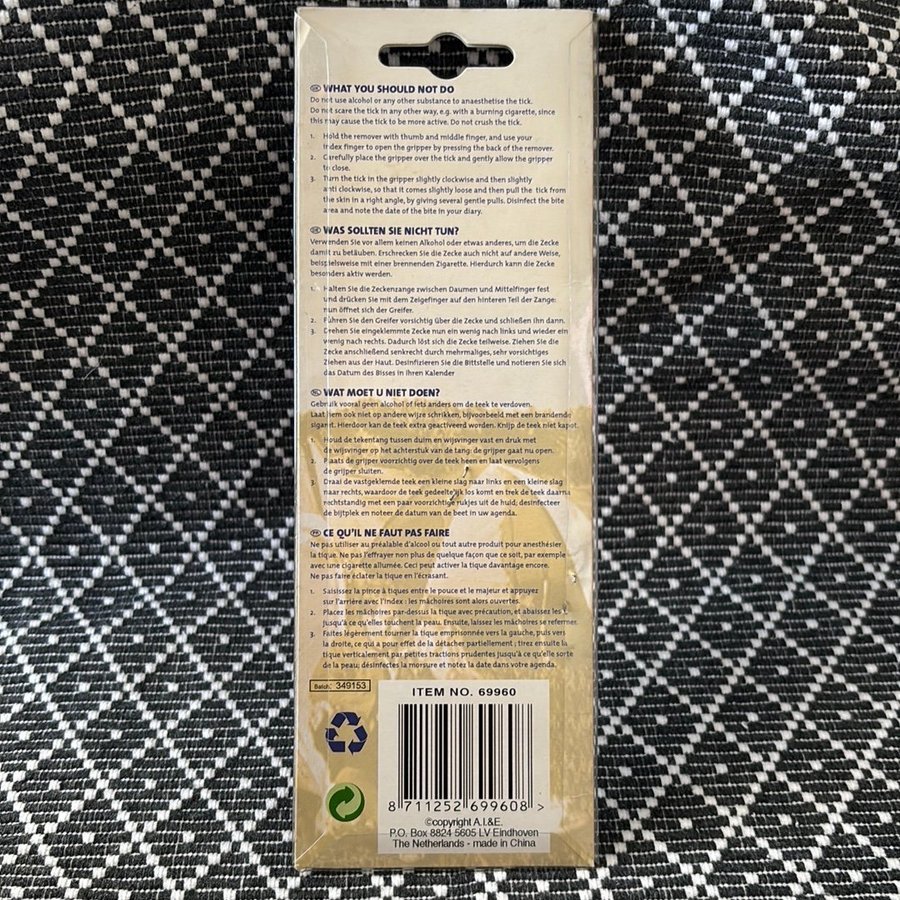 WHAT YOU SHOULD NOT DO
Do not use alcohol or any other substance to anaesthetise the tick.
Do not scare the tick in any other way, e.g. with a burning cigarette, since
this may cause the tick to be more active. Do not crush the tick.
1. Hold the remover with thumb and middle finger, and use your
index finger to open the gripper by pressing the back of the remover.
2. Carefully place the gripper over the tick and gently allow the gripper
to close.
3. Turn the tick in the gripper slightly clockwise and then slightly
anti clockwise, so that it comes slightly loose and then pull the tick from
the skin in a right angle, by giving several gentle pulls. Disinfect the bite
area and note the date of the bite in your diary.
WAS SOLLTEN SIE NICHT TUN?
Verwenden Sie vor allem keinen Alkohol oder etwas anderes, um die Zecke
damit zu betäuben. Erschrecken Sie die Zecke auch nicht auf andere Weise,
beispielsweise mit einer brennenden Zigarette. Hierdurch kann die Zecke
besonders aktiv werden.
1. Halten Sie die Zeckenzange zwischen Daumen und Mittelfinger fest
und drücken Sie mit dem Zeigefinger auf den hinteren Teil der Zange:
nun öffnet sich der Greifer.
2. Führen Sie den Greifer vorsichtig über die Zecke und schließen ihn dann.
3. Drehen Sie eingeklemmte Zecke nun ein wenig nach links und wieder ein
wenig nach rechts. Dadurch löst sich die Zecke teilweise. Ziehen Sie die
Zecke anschließend senkrecht durch mehrmaliges, sehr vorsichtiges
Ziehen aus der Haut. Desinfizieren Sie die Bittstelle und notieren Sie sich
das Datum des Bisses in Ihren Kalender
WAT MOET U NIET DOEN?
Gebruik vooral geen alcohol of iets anders om de teek te verdoven.
Laat hem ook niet op andere wijze schrikken, bijvoorbeeld met een brandende
sigaret. Hierdoor kan de teek extra geactiveerd worden. Knijp de teek niet kapot.
1. Houd de tekentang tussen duim en wijsvinger vast en druk met
de wijsvinger op het achterstuk van de tang: de grijper gaat nu open.
2. Plaats de grijper voorzichtig over de teek heen en laat vervolgens
de grijper sluiten.
3. Draai de vastgeklemde teek een kleine slag naar links en een kleine slag
naar rechts, waardoor de teek gedeeltelijk los komt en trek de teek daarna
rechtstandig met een paar voorzichtige rukjes uit de huid; desinfecteer
de bijtplek en noteer de datum van de beet in uw agenda.
CE QU'IL NE FAUT PAS FAIRE
Ne pas utiliser au préalable d'alcool ou tout autre produit pour anesthésier
la tique. Ne pas l'effrayer non plus de quelque façon que ce soit, par exemple
avec une cigarette allumée. Ceci peut activer la tique davantage encore.
Ne pas faire éclater la tique en l'écrasant.
1. Saisissez la pince à tiques entre le pouce et le majeur et appuyez
sur l'arrière avec l'index : les mâchoires sont alors ouvertes.
2. Placez les mâchoires par-dessus la tique avec précaution, et abaissez les
jusqu'à ce qu'elles touchent la peau. Ensuite, laissez les mâchoires se refermer.
3. Faites légèrement tourner la tique emprisonnée vers la gauche, puis vers
la droite, ce qui a pour effet de la détacher partiellement ; tirez ensuite la
tique verticalement par petites tractions prudentes jusqu'à ce qu'elle sorte
de la peau; désinfectes la morsure et notez la date dans votre agenda.
Batch: 349153
ITEM NO. 69960
8 711252 699608 >
©copyright A.I.&E.
P.O. Box 8824 5605 LV Eindhoven
The Netherlands - made in China